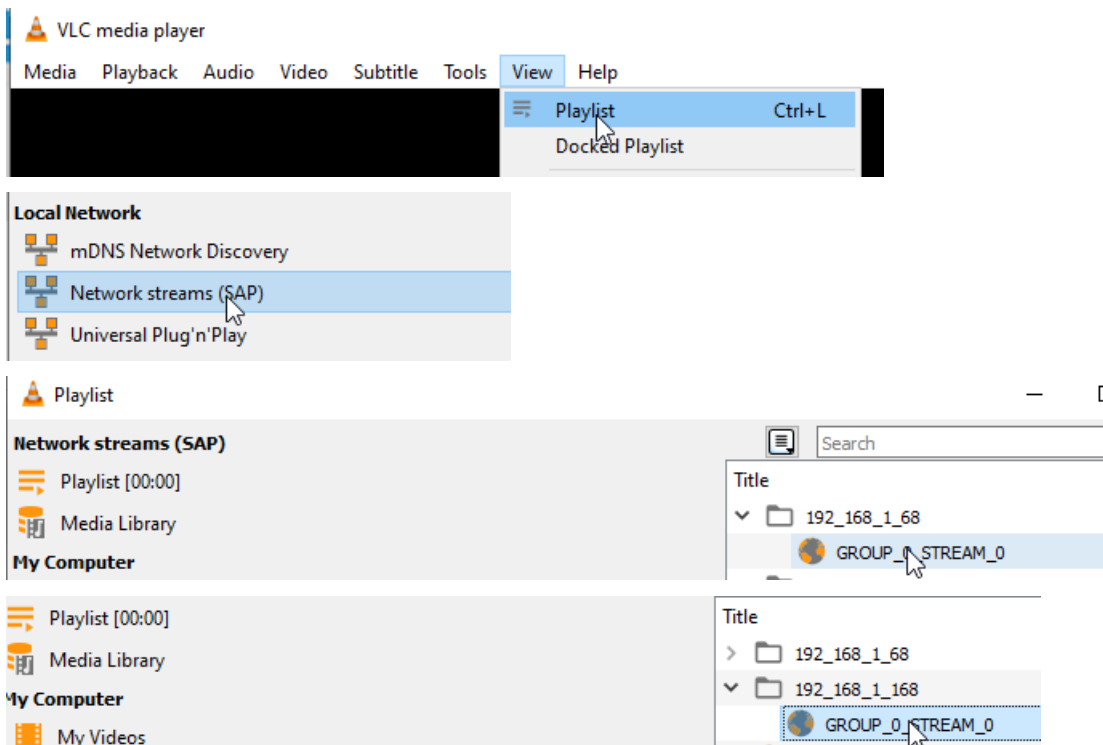 VLC media player
Media Playback Audio Video Subtitle Tools View Help
Playlist Ctrl+L
Docked Playlist
Local Network
mDNS Network Discovery
Network streams (SAP)
Universal Plug'n'Play
Playlist
Network streams (SAP)
Search
Playlist [00:00]
Title
Media Library
192_168_1_68
My Computer
GROUP_0_STREAM_0
Playlist [00:00]
Title
Media Library
192_168_1_68
My Computer
192_168_1_168
My Videos
GROUP_0_STREAM_0